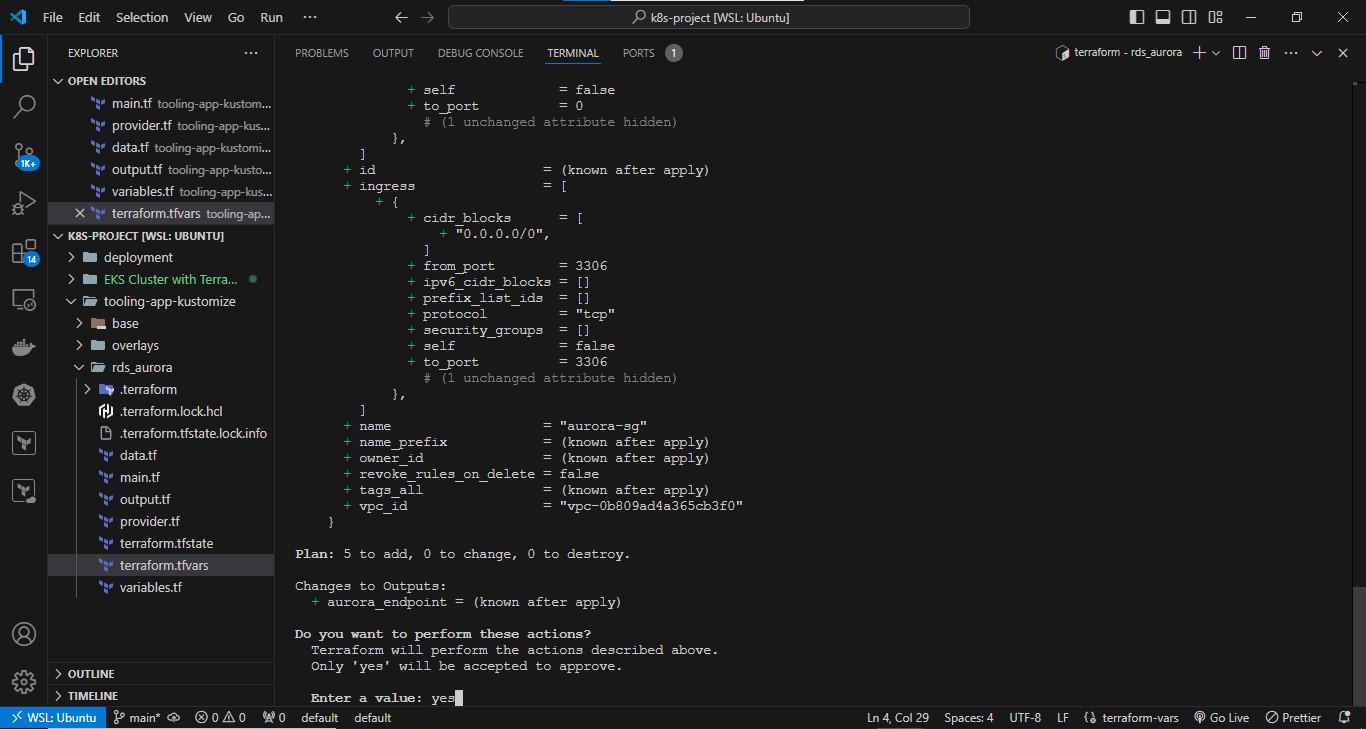 File Edit Selection View Go Run ··· k8s-project [WSL: Ubuntu]
EXPLORER ···
OPEN EDITORS
main.tf tooling-app-kustom...
provider.tf tooling-app-kus...
data.tf tooling-app-kustomi...
output.tf tooling-app-kusto...
variables.tf tooling-app-kus...
terraform.tfvars tooling-ap...
K8S-PROJECT [WSL: UBUNTU]
deployment
EKS Cluster with Terra...
tooling-app-kustomize
base
overlays
rds_aurora
.terraform
.terraform.lock.hcl
.terraform.tfstate.lock.info
data.tf
main.tf
output.tf
provider.tf
terraform.tfstate
terraform.tfvars
variables.tf
OUTLINE
TIMELINE
1K+
14
PROBLEMS OUTPUT DEBUG CONSOLE TERMINAL PORTS 1 terraform - rds_aurora
+ self = false
+ to_port = 0
# (1 unchanged attribute hidden)
},
]
+ id = (known after apply)
+ ingress = [
+ {
+ cidr_blocks = [
+ "0.0.0.0/0",
]
+ from_port = 3306
+ ipv6_cidr_blocks = []
+ prefix_list_ids = []
+ protocol = "tcp"
+ security_groups = []
+ self = false
+ to_port = 3306
# (1 unchanged attribute hidden)
},
]
+ name = "aurora-sg"
+ name_prefix = (known after apply)
+ owner_id = (known after apply)
+ revoke_rules_on_delete = false
+ tags_all = (known after apply)
+ vpc_id = "vpc-0b809ad4a365cb3f0"
}
Plan: 5 to add, 0 to change, 0 to destroy.
Changes to Outputs:
+ aurora_endpoint = (known after apply)
Do you want to perform these actions?
Terraform will perform the actions described above.
Only 'yes' will be accepted to approve.
Enter a value: yes
WSL: Ubuntu main* 0 0 0 default default Ln 4, Col 29 Spaces: 4 UTF-8 LF terraform-vars Go Live Prettier